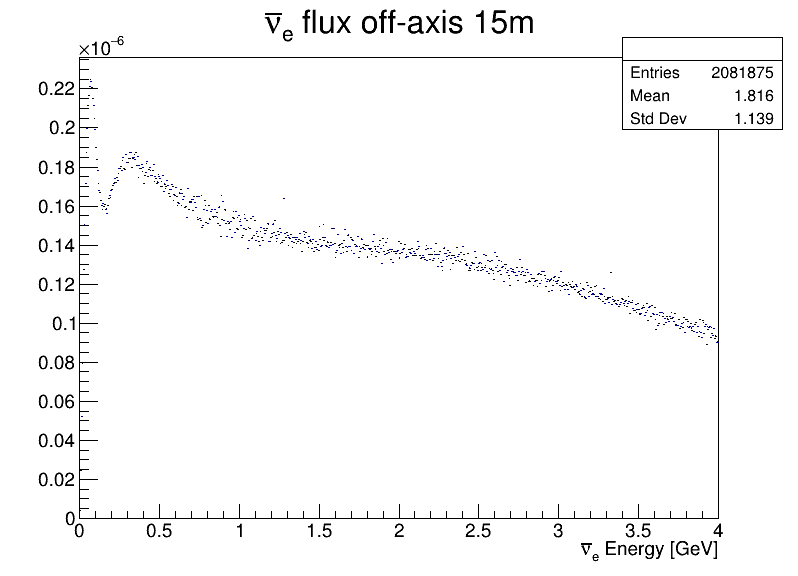 ν̅e flux off-axis 15m
×10−6
Entries 2081875
Mean 1.816
Std Dev 1.139
0.22
0.2
0.18
0.16
0.14
0.12
0.1
0.08
0.06
0.04
0.02
0
0 0.5 1 1.5 2 2.5 3 3.5 4
ν̅e Energy [GeV]